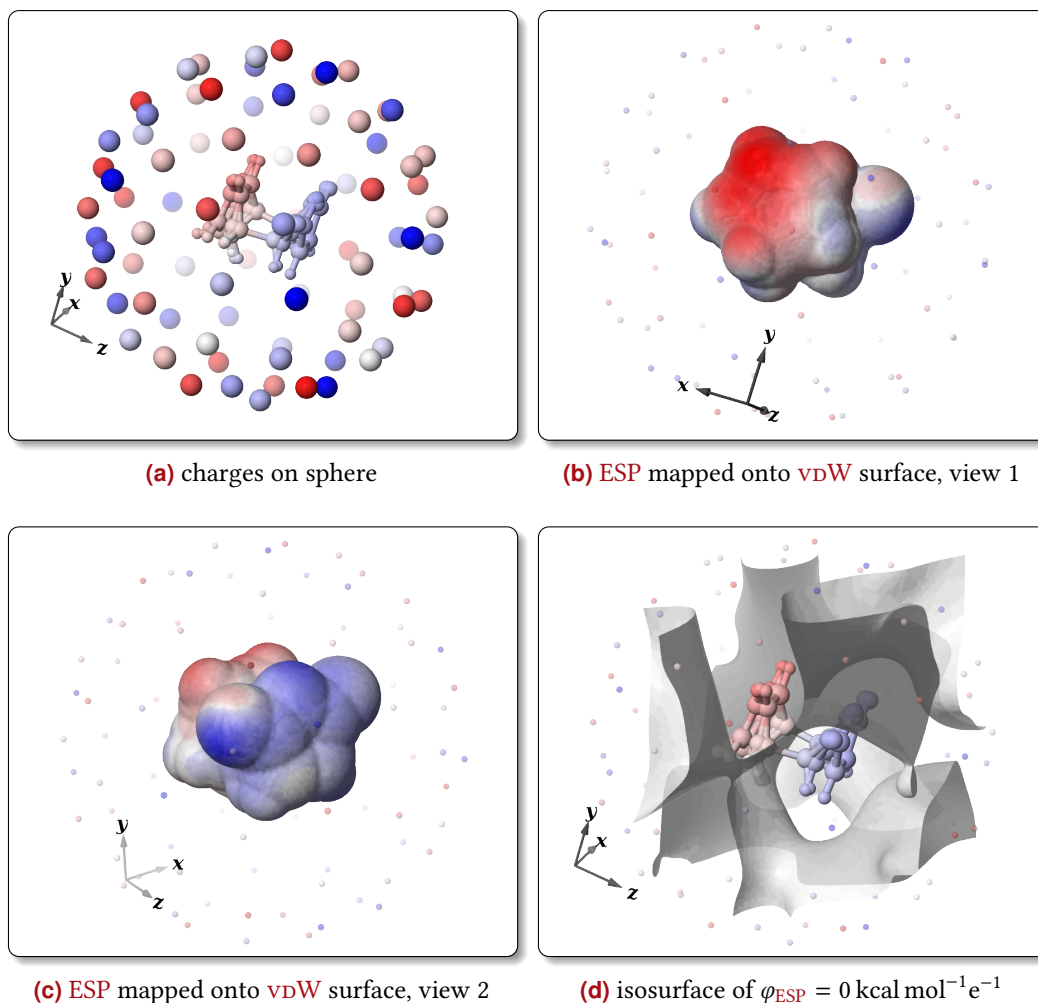 y
x
z
y
x
z
(a) charges on sphere
(b) ESP mapped onto vdW surface, view 1
y
x
z
y
x
z
(c) ESP mapped onto vdW surface, view 2
(d) isosurface of φESP = 0 kcal mol⁻¹e⁻¹